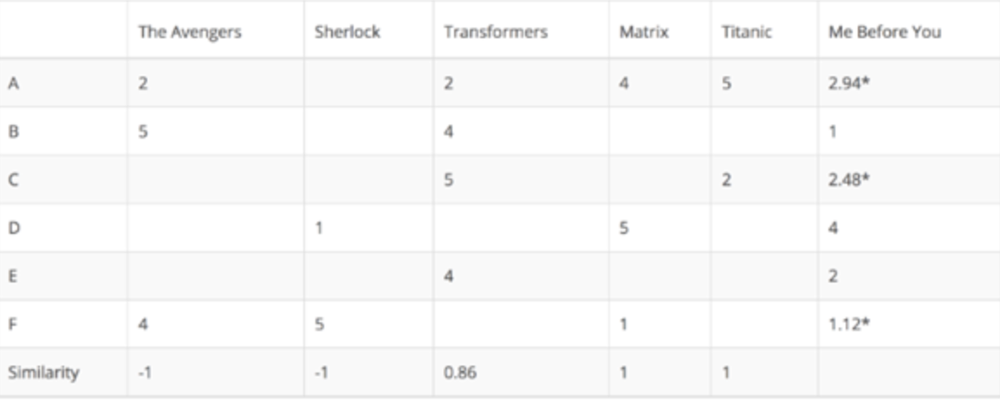 The Avengers Sherlock Transformers Matrix Titanic Me Before You
A 2 2 4 5 2.94*
B 5 4 1
C 5 2 2.48*
D 1 5 4
E 4 2
F 4 5 1 1.12*
Similarity -1 -1 0.86 1 1